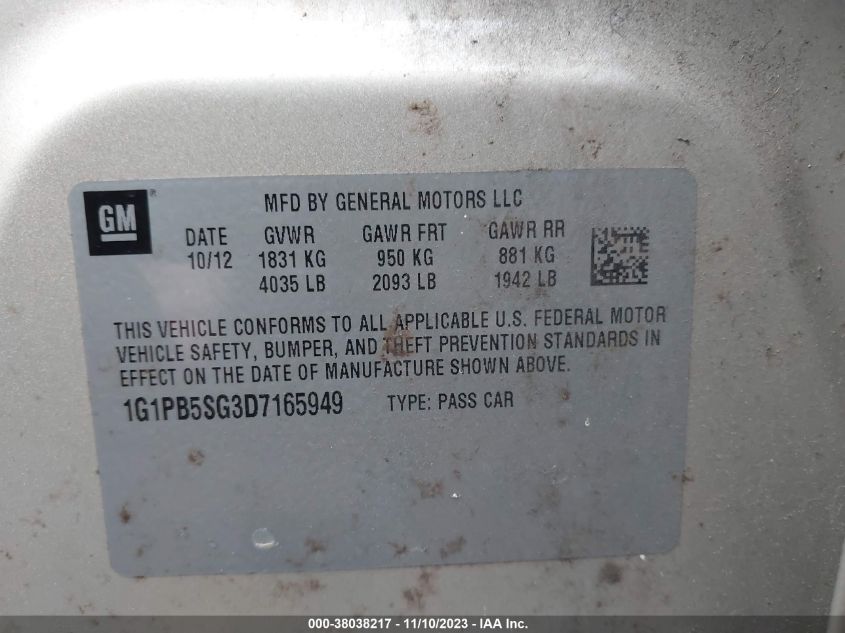 GM ®
MFD BY GENERAL MOTORS LLC
DATE GVWR GAWR FRT GAWR RR
10/12 1831 KG 950 KG 881 KG
4035 LB 2093 LB 1942 LB
THIS VEHICLE CONFORMS TO ALL APPLICABLE U.S. FEDERAL MOTOR
VEHICLE SAFETY, BUMPER, AND THEFT PREVENTION STANDARDS IN
EFFECT ON THE DATE OF MANUFACTURE SHOWN ABOVE.
1G1PB5SG3D7165949 TYPE: PASS CAR
000-38038217 - 11/10/2023 - IAA Inc.